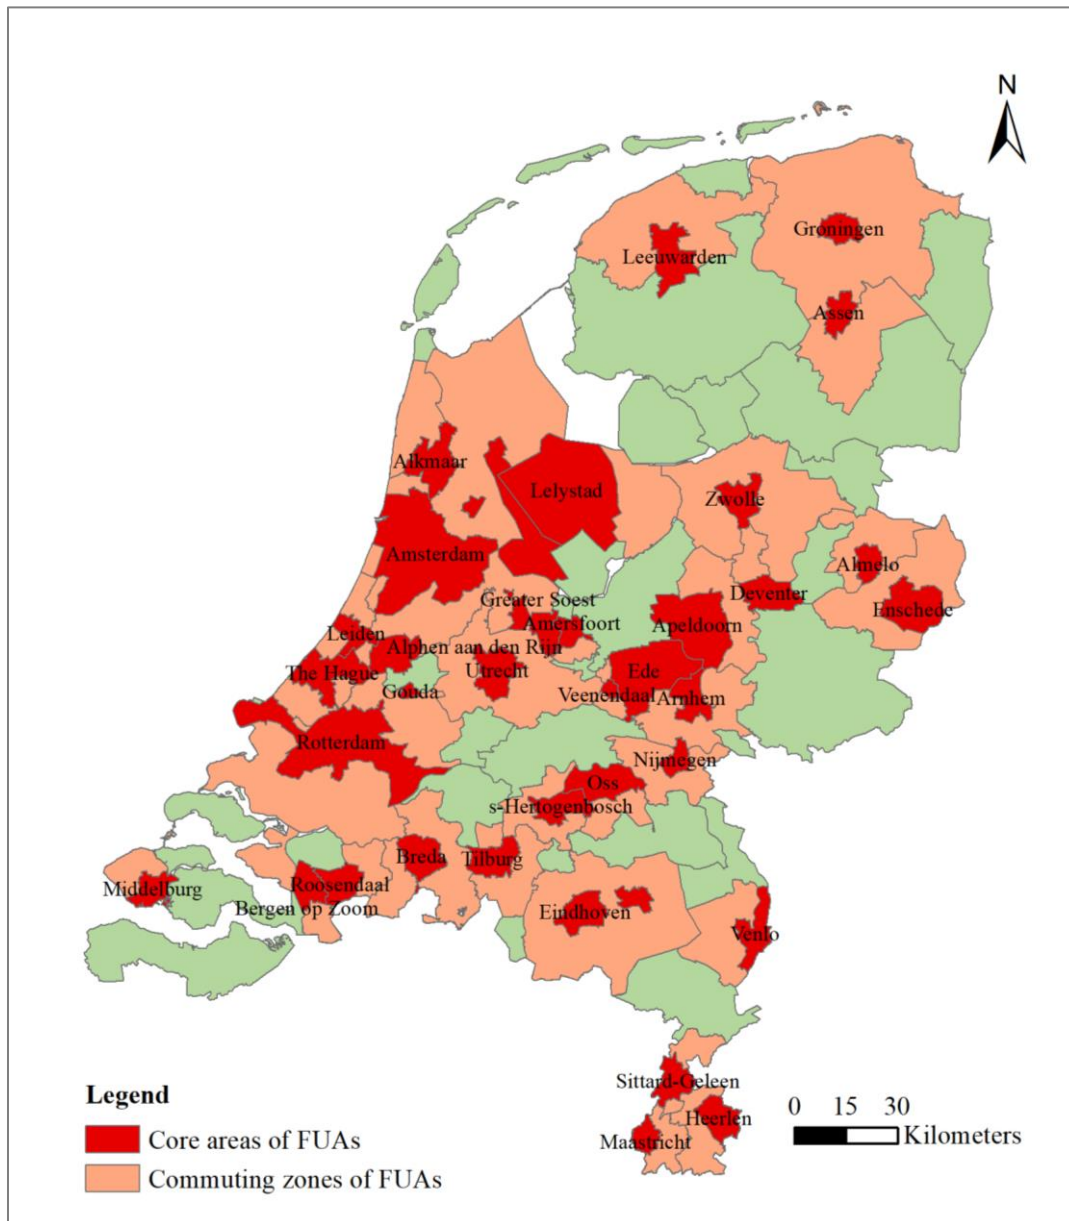 N
Groningen
Leeuwarden
Assen
Alkmaar
Lelystad
Zwolle
Amsterdam
Almelo
Deventer
Greater Soest
Enschede
Amersfoort
Apeldoorn
Leiden
Alphen aan den Rijn
The Hague
Utrecht
Ede
Gouda
Veenendaal
Arnhem
Rotterdam
Nijmegen
Oss
s-Hertogenbosch
Breda
Tilburg
Middelburg
Roosendaal
Bergen op Zoom
Eindhoven
Venlo
Sittard-Geleen
Heerlen
Maastricht
Legend
Core areas of FUAs
Commuting zones of FUAs
0 15 30
Kilometers